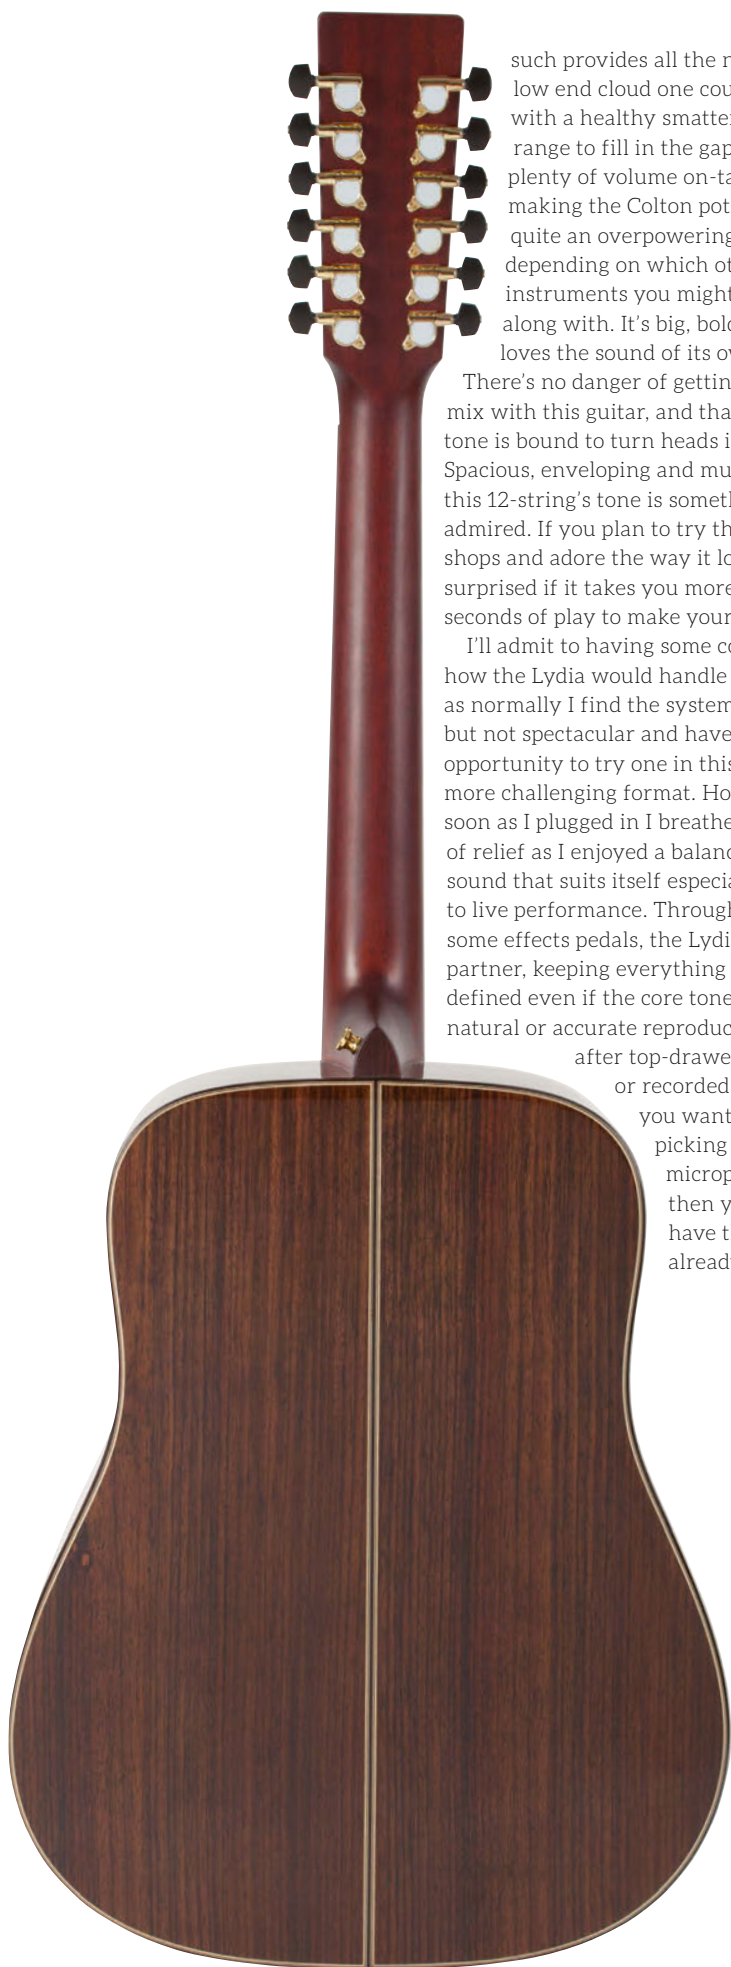 such provides all the r
low end cloud one cou
with a healthy smatter
range to fill in the gap
plenty of volume on-ta
making the Colton pot
quite an overpowering
depending on which ot
instruments you might
along with. It’s big, bold
loves the sound of its ow
There’s no danger of gettin
mix with this guitar, and tha
tone is bound to turn heads i
Spacious, enveloping and mu
this 12-string’s tone is someth
admired. If you plan to try th
shops and adore the way it lo
surprised if it takes you more
seconds of play to make your
I’ll admit to having some co
how the Lydia would handle
as normally I find the system
but not spectacular and have
opportunity to try one in this
more challenging format. Ho
soon as I plugged in I breathe
of relief as I enjoyed a balanc
sound that suits itself especia
to live performance. Through
some effects pedals, the Lydi
partner, keeping everything
defined even if the core tone
natural or accurate reproduc
after top-drawe
or recorded
you want
picking
microp
then y
have t
already